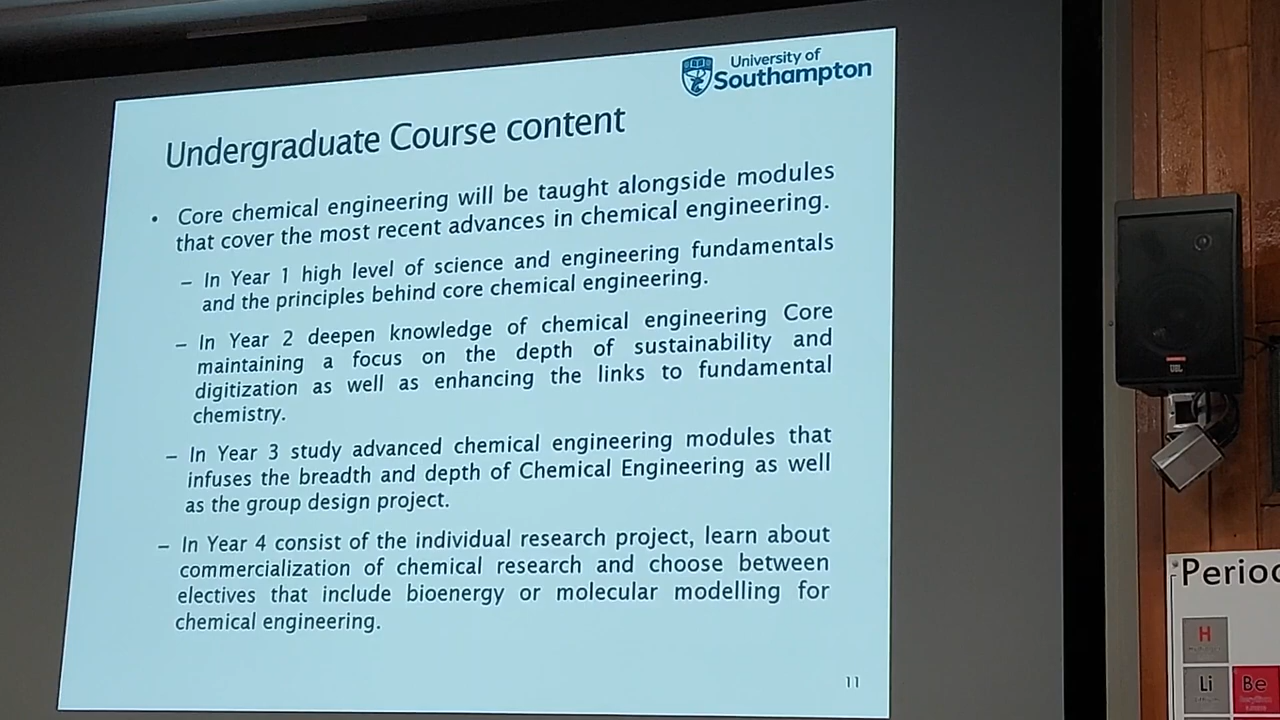 University of
Southampton
Undergraduate Course content
• Core chemical engineering will be taught alongside modules
that cover the most recent advances in chemical engineering.
– In Year 1 high level of science and engineering fundamentals
and the principles behind core chemical engineering.
– In Year 2 deepen knowledge of chemical engineering Core
maintaining a focus on the depth of sustainability and
digitization as well as enhancing the links to fundamental
chemistry.
– In Year 3 study advanced chemical engineering modules that
infuses the breadth and depth of Chemical Engineering as well
as the group design project.
– In Year 4 consist of the individual research project, learn about
commercialization of chemical research and choose between
electives that include bioenergy or molecular modelling for
chemical engineering.
11
JBL
Perio
H
Li
Be